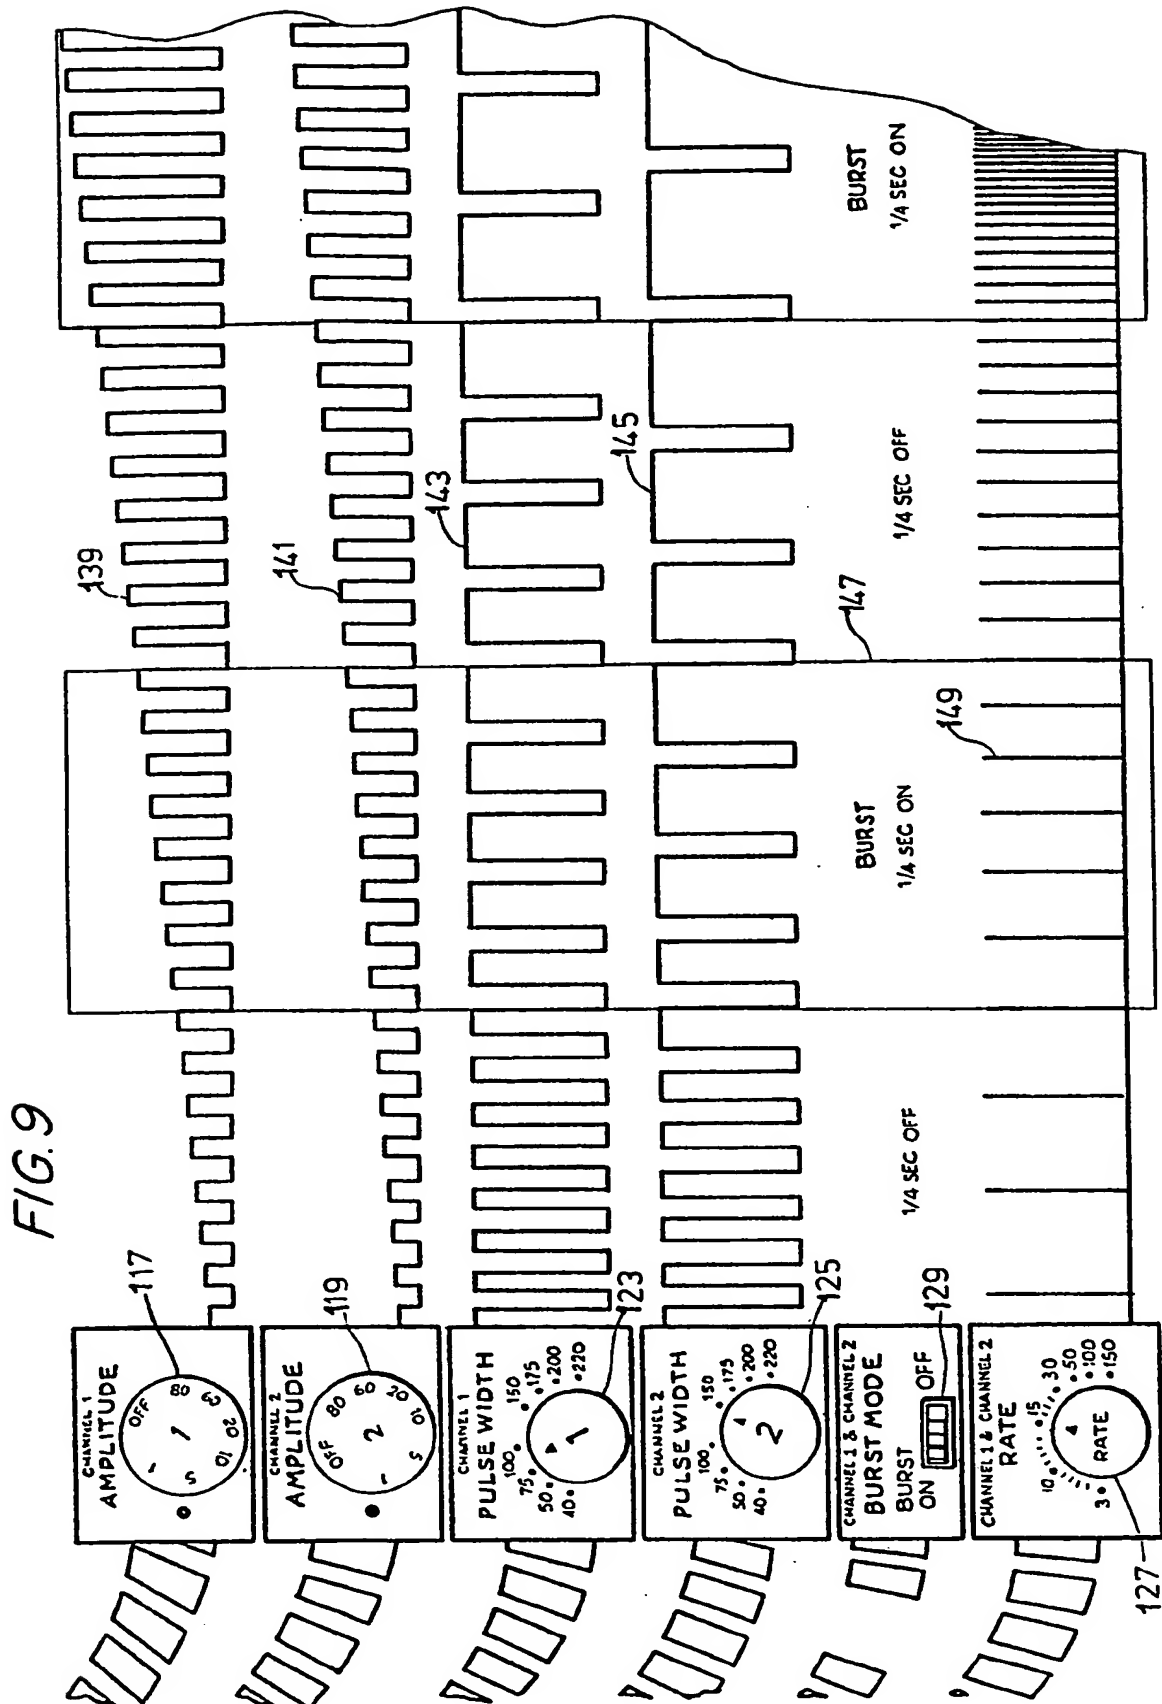 FIG. 9
CHANNEL 1
AMPLITUDE
OFF
1
5
10
20
60
80
1
117
139
CHANNEL 2
AMPLITUDE
OFF
80
60
20
10
5
1
2
119
141
CHANNEL 1
PULSE WIDTH
40
50
75
100
150
175
200
220
1
123
143
CHANNEL 2
PULSE WIDTH
40
50
75
100
150
175
200
220
2
125
145
CHANNEL 1 & CHANNEL 2
BURST MODE
BURST
ON
OFF
129
1/4 SEC OFF
BURST
1/4 SEC ON
147
1/4 SEC OFF
BURST
1/4 SEC ON
CHANNEL 1 & CHANNEL 2
RATE
3
10
15
30
50
100
150
RATE
127
149